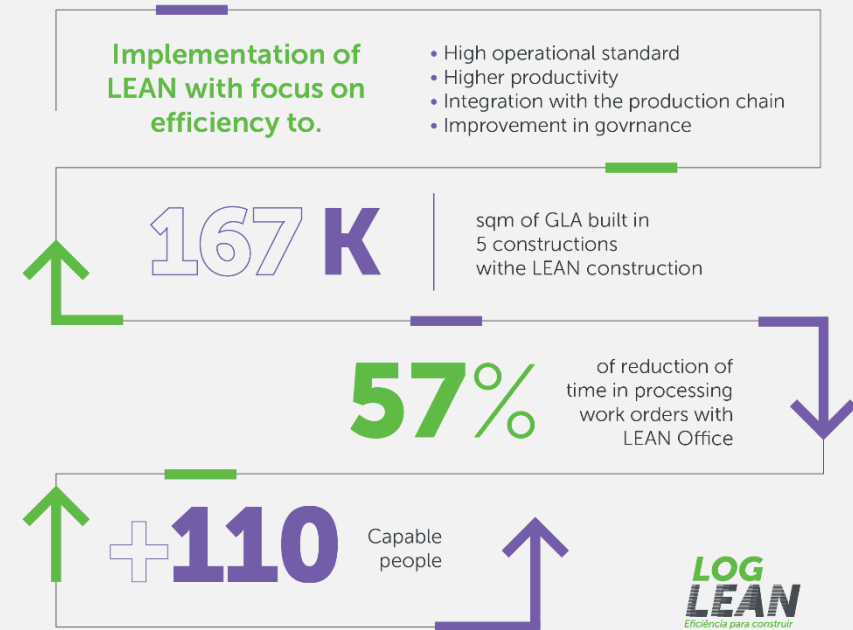 Implementation of
LEAN with focus on
efficiency to.
• High operational standard
• Higher productivity
• Integration with the production chain
• Improvement in govrnance
167 K
sqm of GLA built in
5 constructions
withe LEAN construction
57%
of reduction of
time in processing
work orders with
LEAN Office
+110
Capable
people
LOG
LEAN
Eficiência para construir